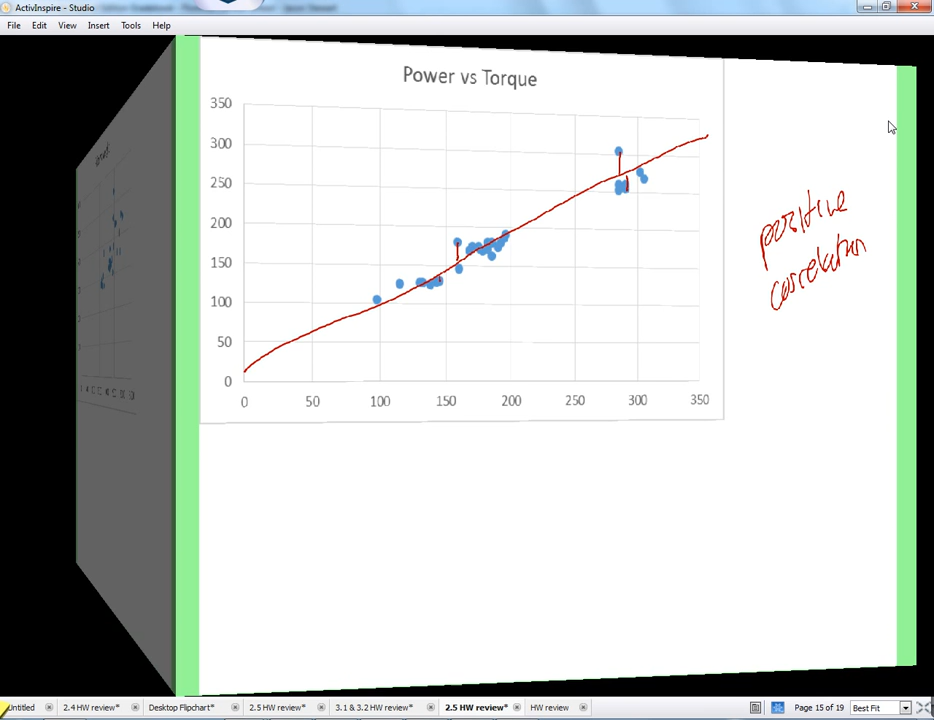 ActivInspire - Studio
File Edit View Insert Tools Help
Power vs Torque
350
300
250
200
150
100
50
0
0 50 100 150 200 250 300 350
positive
correlation
Untitled 2.4 HW review* Desktop Flipchart* 2.5 HW review* 3.1 & 3.2 HW review* 2.5 HW review* HW review Page 15 of 19 Best Fit